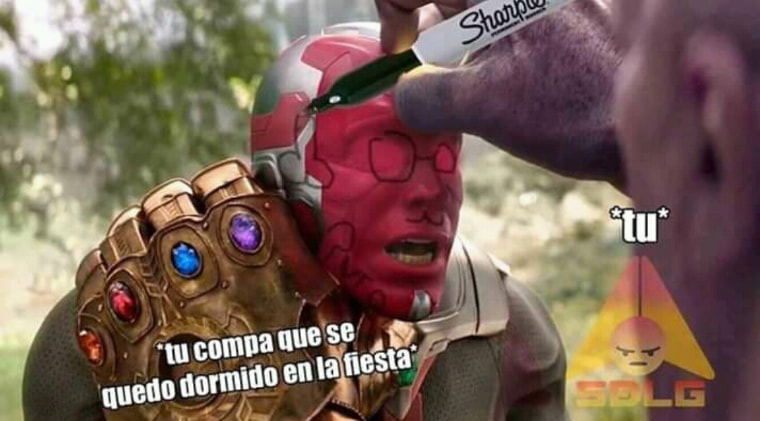 Sharpie
*tu*
*tu compa que se
quedo dormido en la fiesta*
SDLG